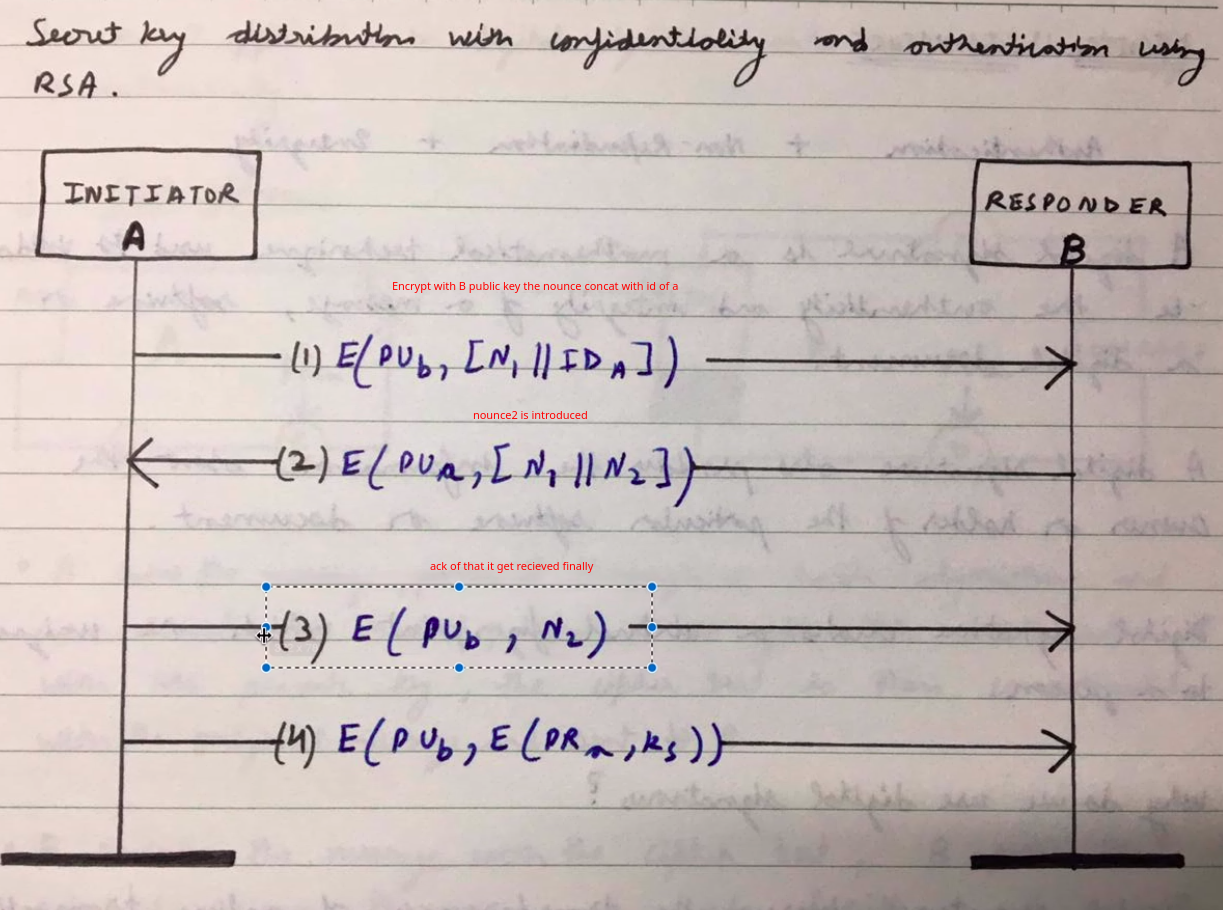 Secret key distribution with confidentiality and authentication using
RSA.
INITIATOR
A
RESPONDER
B
Encrypt with B public key the nounce concat with id of a
(1) E(PU_b, [N_1 || ID_A])
nounce2 is introduced
(2) E(PU_a, [N_1 || N_2])
ack of that it get recieved finally
(3) E(PU_b, N_2)
(4) E(PU_b, E(PR_a, k_s))